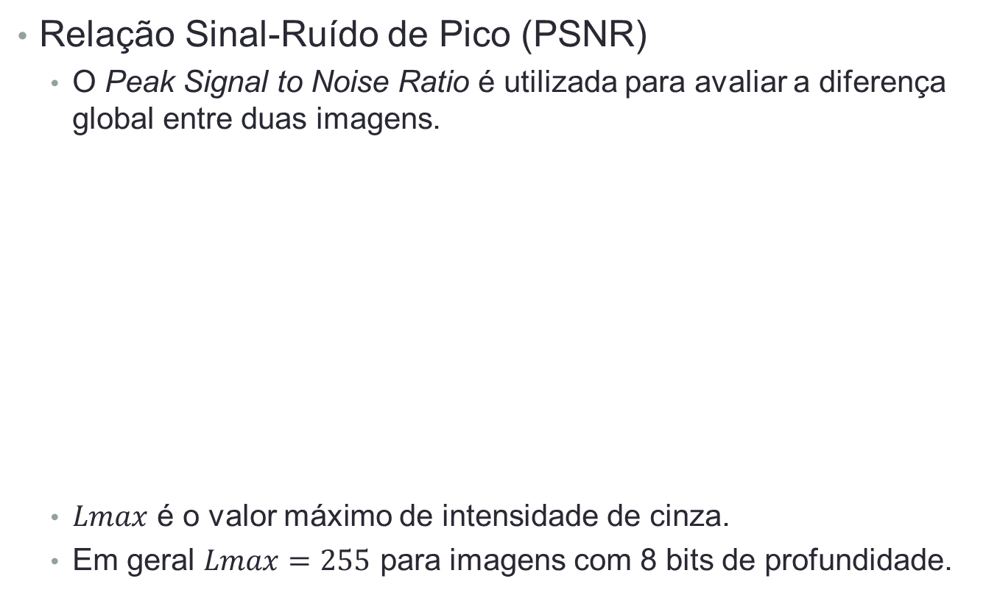 • Relação Sinal-Ruído de Pico (PSNR)
• O Peak Signal to Noise Ratio é utilizada para avaliar a diferença
global entre duas imagens.
• Lmax é o valor máximo de intensidade de cinza.
• Em geral Lmax = 255 para imagens com 8 bits de profundidade.